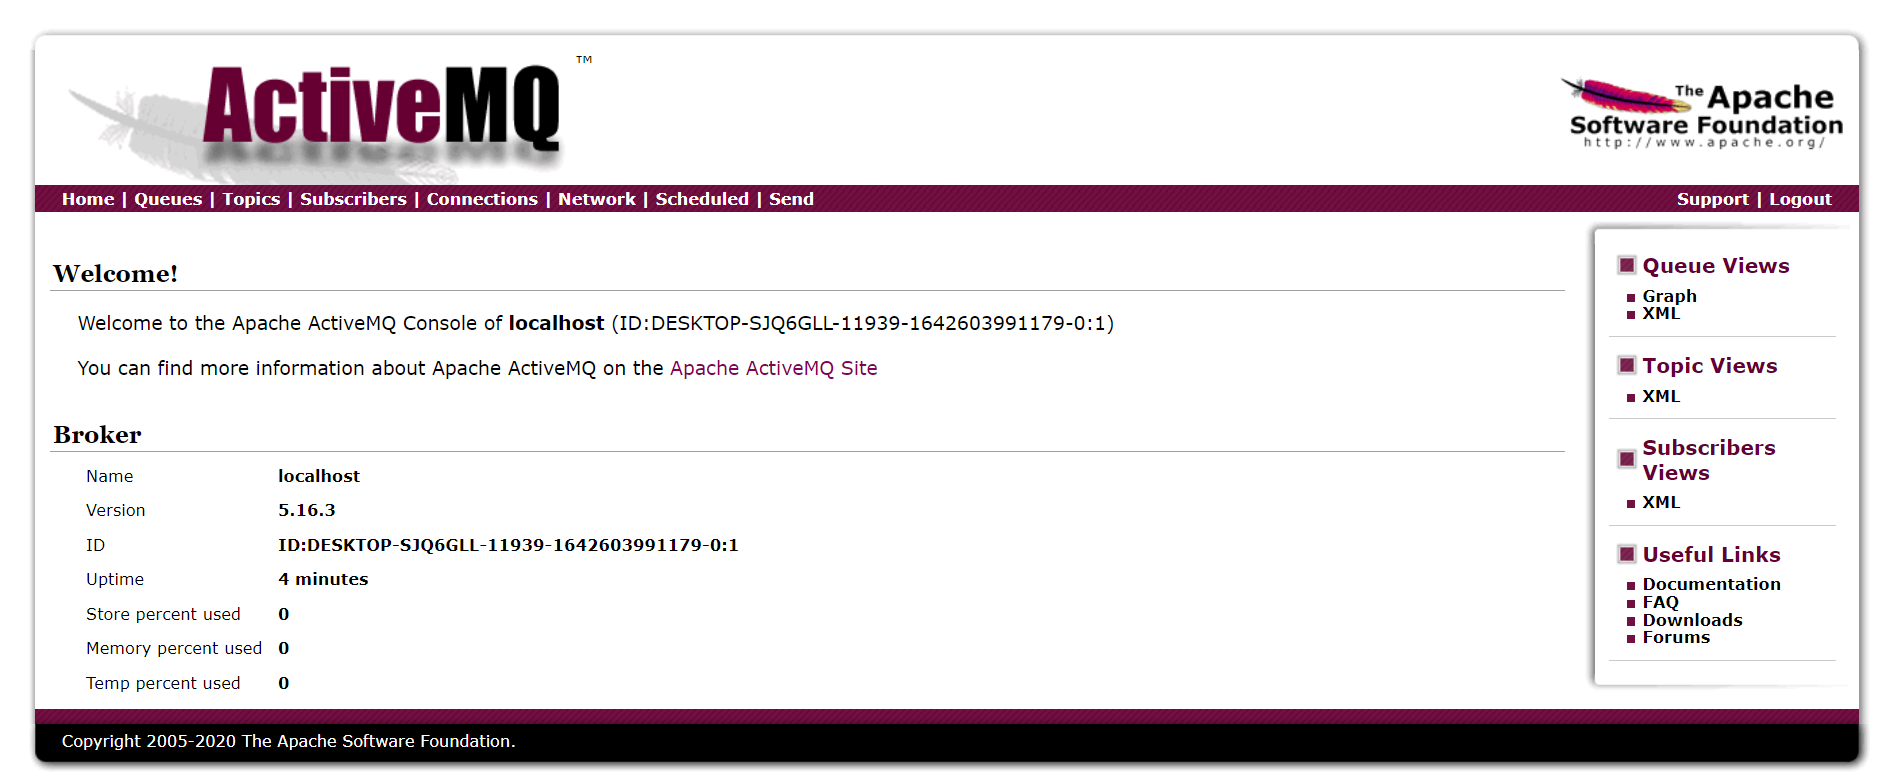 ActiveMQ ™
The Apache
Software Foundation
http://www.apache.org/
Home | Queues | Topics | Subscribers | Connections | Network | Scheduled | Send
Support | Logout
Welcome!
Welcome to the Apache ActiveMQ Console of localhost (ID:DESKTOP-SJQ6GLL-11939-1642603991179-0:1)
You can find more information about Apache ActiveMQ on the Apache ActiveMQ Site
Broker
Name localhost
Version 5.16.3
ID ID:DESKTOP-SJQ6GLL-11939-1642603991179-0:1
Uptime 4 minutes
Store percent used 0
Memory percent used 0
Temp percent used 0
Queue Views
Graph
XML
Topic Views
XML
Subscribers
Views
XML
Useful Links
Documentation
FAQ
Downloads
Forums
Copyright 2005-2020 The Apache Software Foundation.